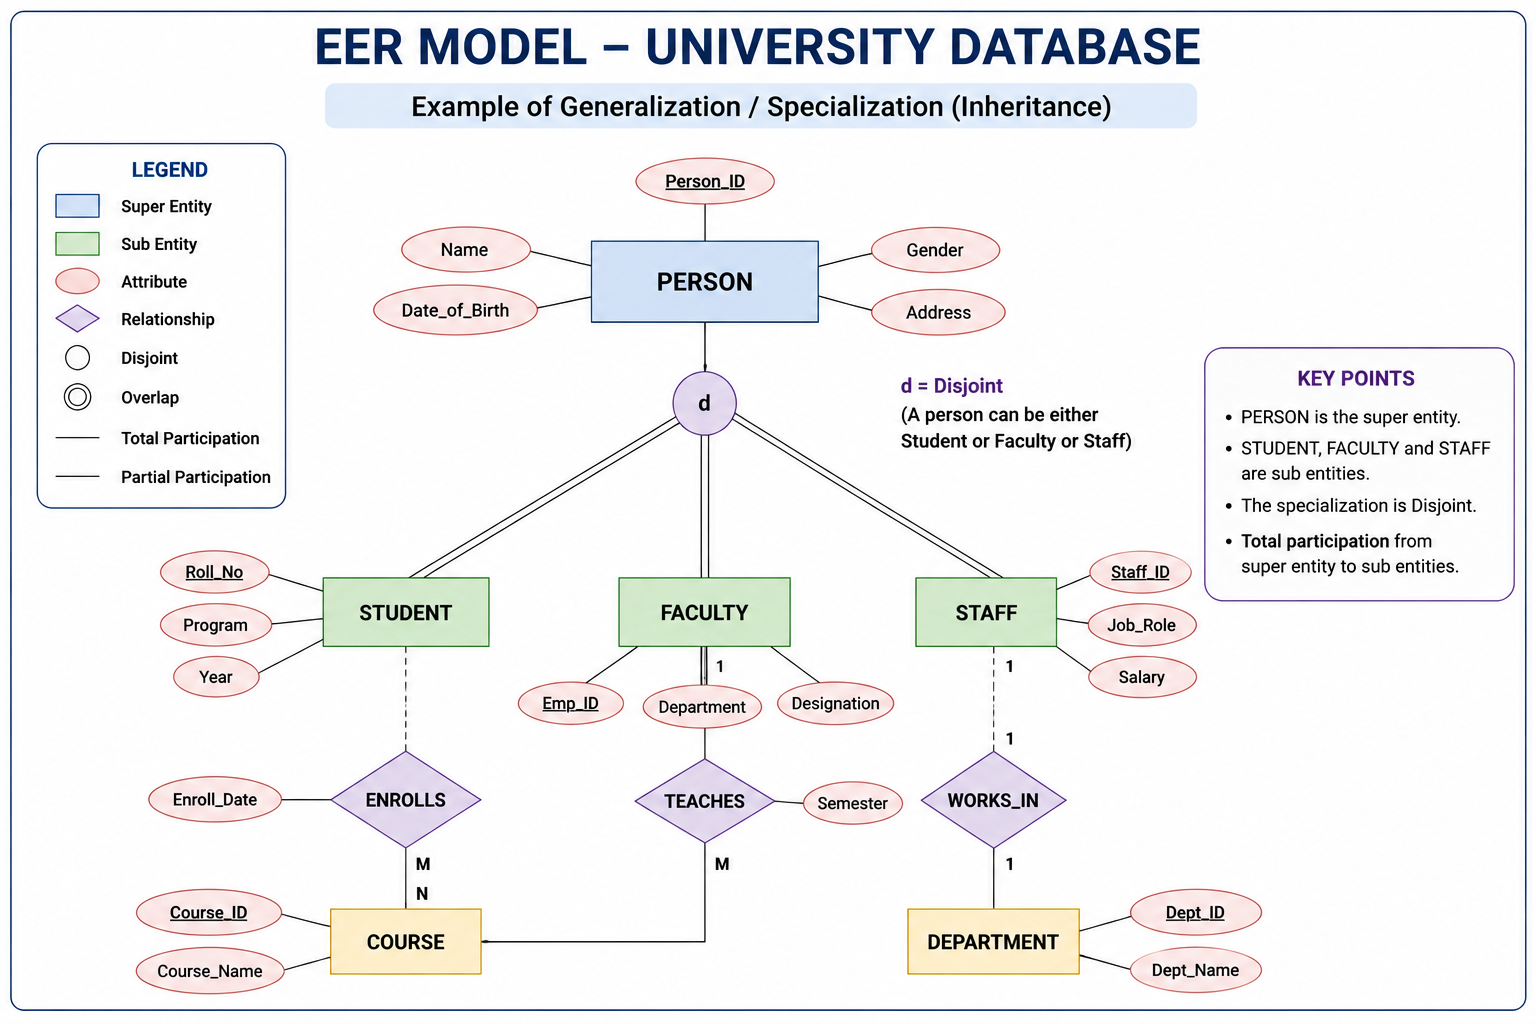 EER MODEL – UNIVERSITY DATABASE
Example of Generalization / Specialization (Inheritance)
LEGEND
Super Entity
Sub Entity
Attribute
Relationship
Disjoint
Overlap
Total Participation
Partial Participation
Person_ID
Name
Gender
PERSON
Date_of_Birth
Address
d
d = Disjoint
(A person can be either
Student or Faculty or Staff)
KEY POINTS
• PERSON is the super entity.
• STUDENT, FACULTY and STAFF
are sub entities.
• The specialization is Disjoint.
• Total participation from
super entity to sub entities.
Roll_No
Program
Year
STUDENT
FACULTY
STAFF
Staff_ID
Job_Role
Salary
1
1
Emp_ID
Department
Designation
1
Enroll_Date
ENROLLS
TEACHES
Semester
WORKS_IN
M
N
M
1
Course_ID
Course_Name
COURSE
DEPARTMENT
Dept_ID
Dept_Name